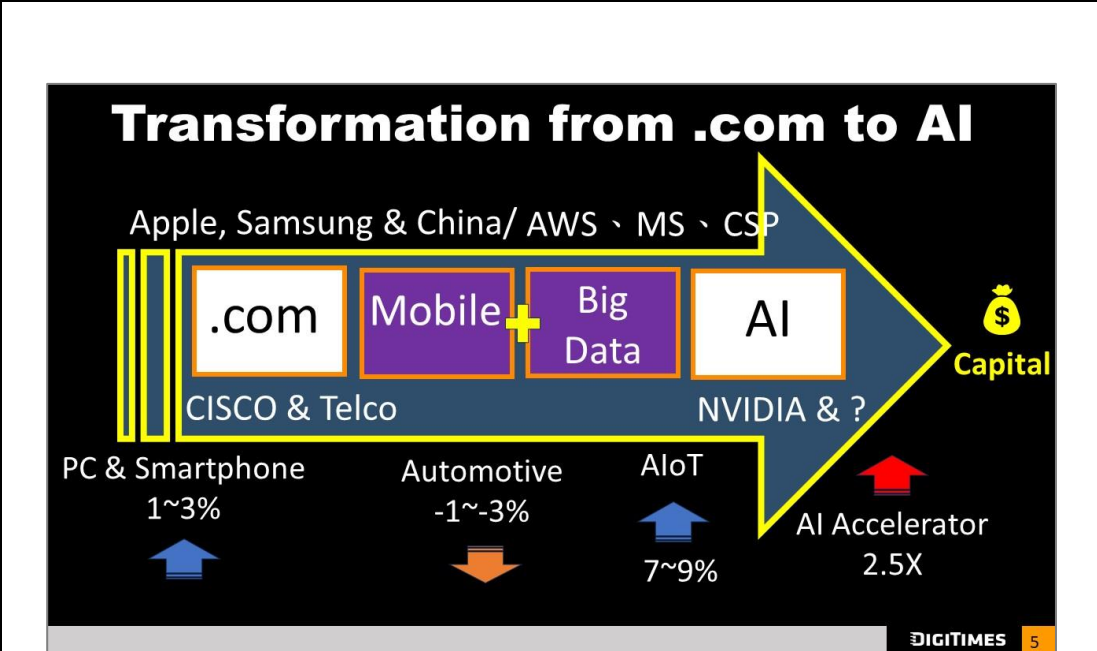 Transformation from .com to AI
Apple, Samsung & China/ AWS、MS、CSP
.com
Mobile
Big
Data
AI
$
Capital
CISCO & Telco
NVIDIA & ?
PC & Smartphone
1~3%
Automotive
-1~-3%
AIoT
7~9%
AI Accelerator
2.5X
DIGITIMES
5